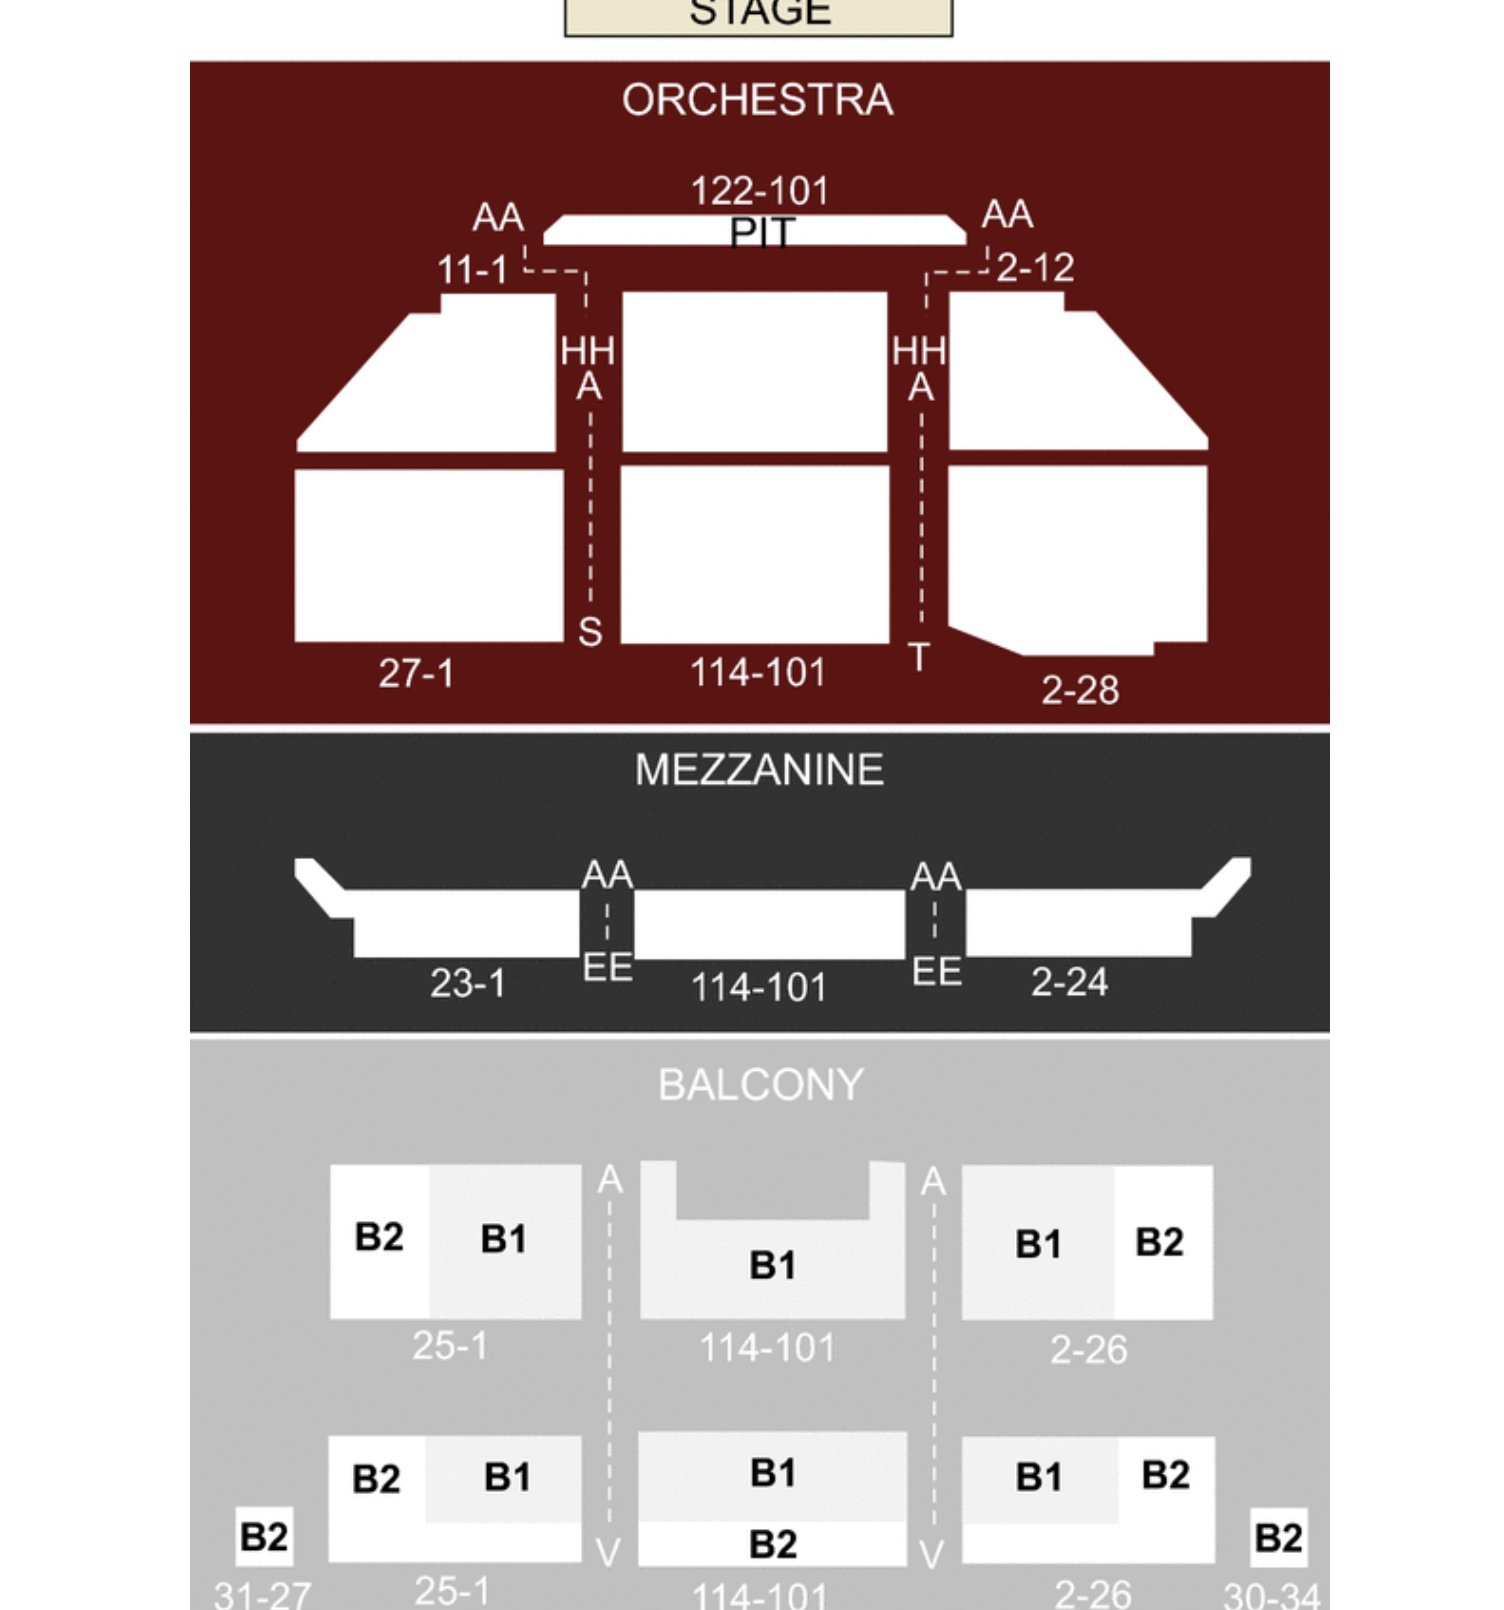 STAGE
ORCHESTRA
122-101
AA
PIT
AA
11-1
2-12
HH
HH
A
A
S
T
27-1
114-101
2-28
MEZZANINE
AA
AA
EE
EE
23-1
114-101
2-24
BALCONY
A
A
B2
B1
B1
B1
B2
25-1
114-101
2-26
B2
B1
B1
B1
B2
B2
B2
B2
V
V
31-27
25-1
114-101
2-26
30-34